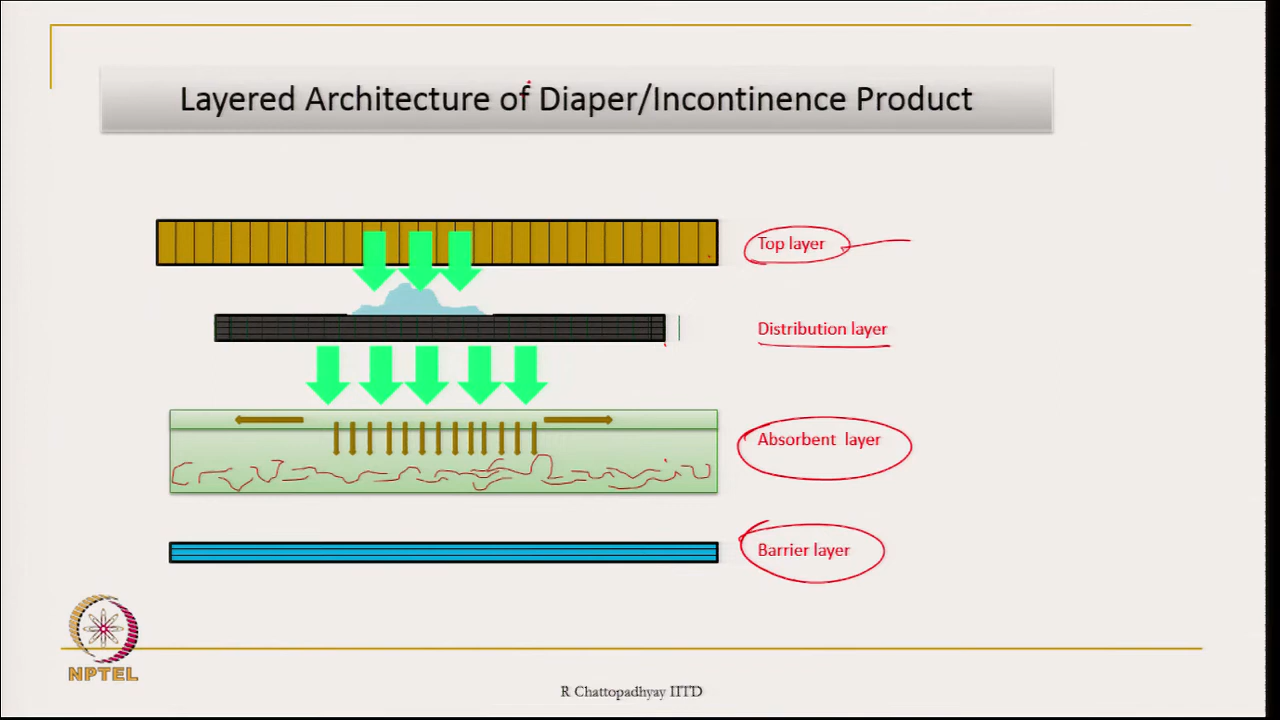 Layered Architecture of Diaper/Incontinence Product
Top layer
Distribution layer
Absorbent layer
Barrier layer
NPTEL
R Chattopadhyay IITD